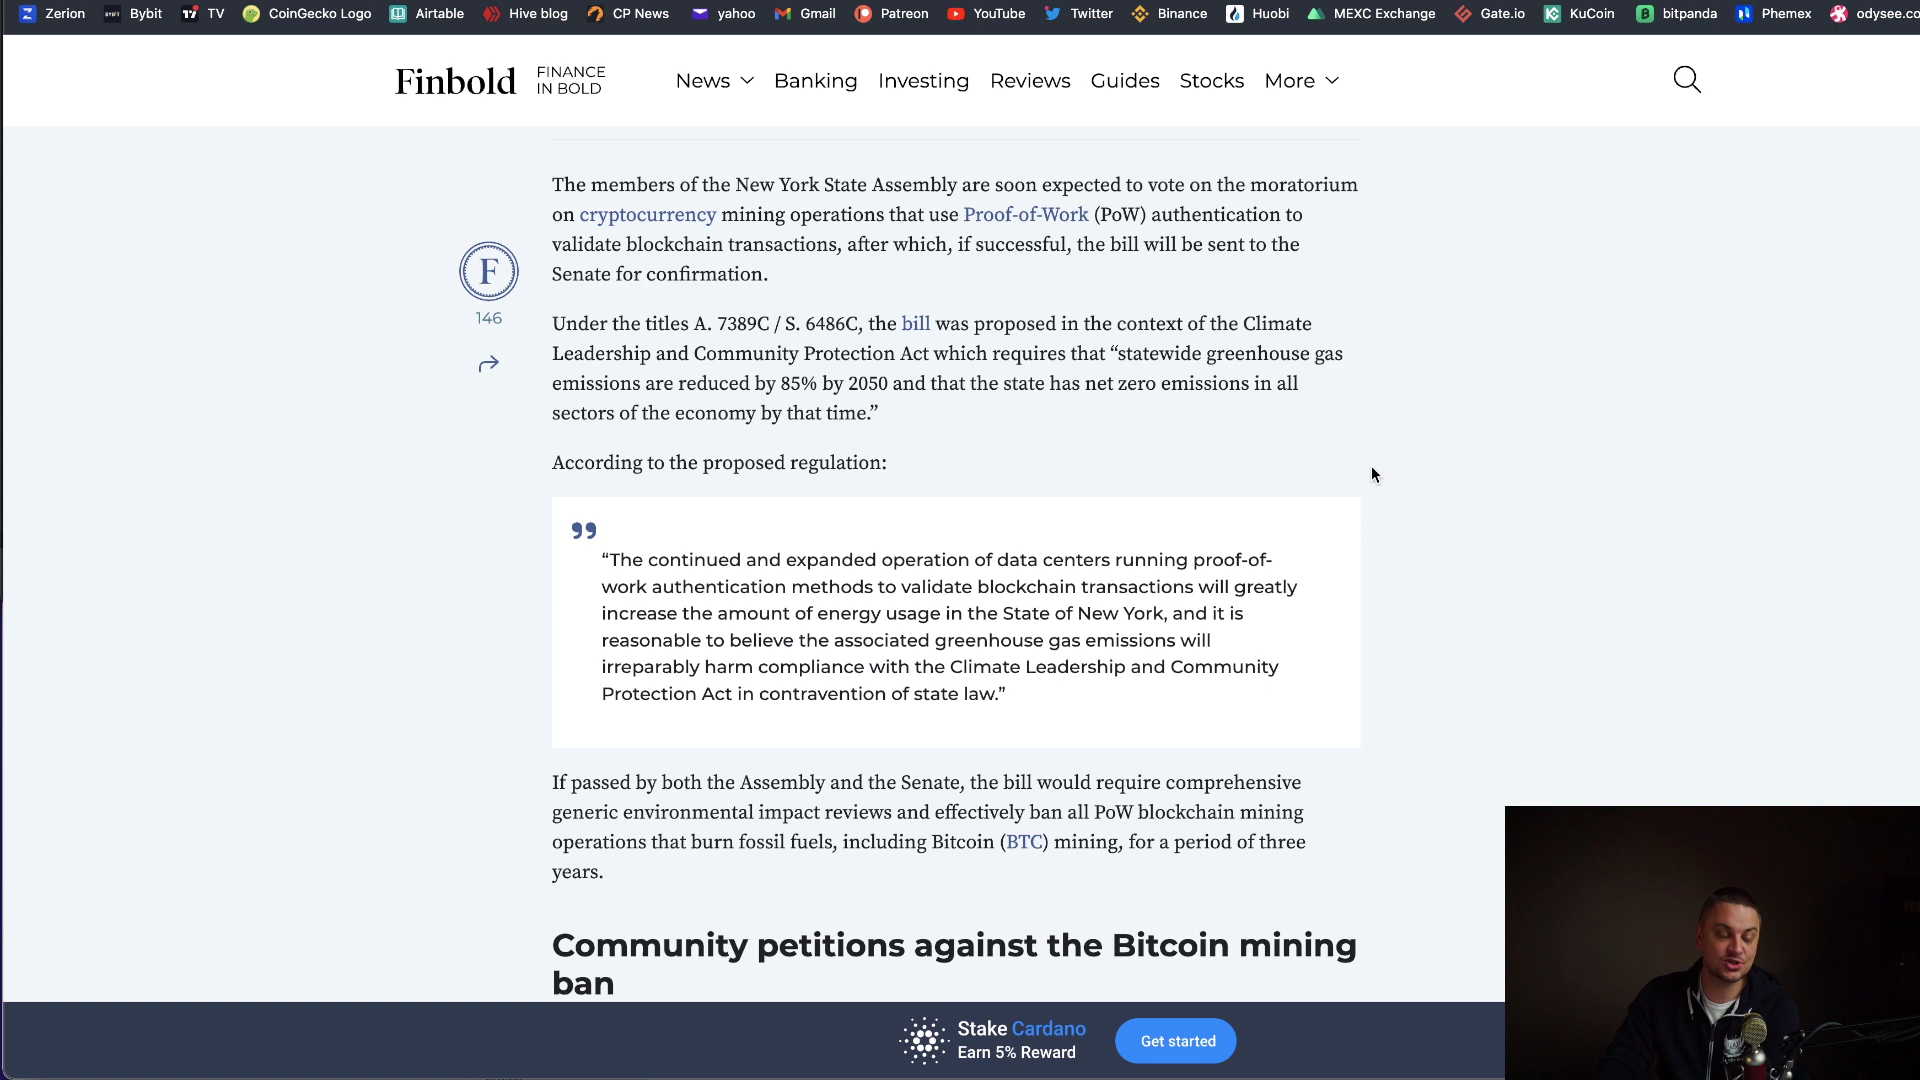 Zerion Bybit TV CoinGecko Logo Airtable Hive blog CP News yahoo Gmail Patreon YouTube Twitter Binance Huobi MEXC Exchange Gate.io KuCoin bitpanda Phemex odysee.co
Finbold FINANCE
IN BOLD
News Banking Investing Reviews Guides Stocks More
The members of the New York State Assembly are soon expected to vote on the moratorium
on cryptocurrency mining operations that use Proof-of-Work (PoW) authentication to
validate blockchain transactions, after which, if successful, the bill will be sent to the
Senate for confirmation.
F
146
Under the titles A. 7389C / S. 6486C, the bill was proposed in the context of the Climate
Leadership and Community Protection Act which requires that “statewide greenhouse gas
emissions are reduced by 85% by 2050 and that the state has net zero emissions in all
sectors of the economy by that time.”
According to the proposed regulation:
”
“The continued and expanded operation of data centers running proof-of-
work authentication methods to validate blockchain transactions will greatly
increase the amount of energy usage in the State of New York, and it is
reasonable to believe the associated greenhouse gas emissions will
irreparably harm compliance with the Climate Leadership and Community
Protection Act in contravention of state law.”
If passed by both the Assembly and the Senate, the bill would require comprehensive
generic environmental impact reviews and effectively ban all PoW blockchain mining
operations that burn fossil fuels, including Bitcoin (BTC) mining, for a period of three
years.
Community petitions against the Bitcoin mining
ban
Stake Cardano
Earn 5% Reward
Get started